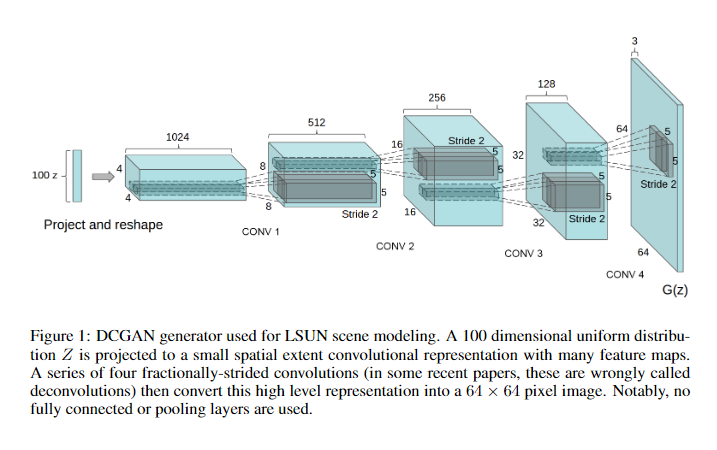 3
128
256
512
1024
64
5
5
Stride 2
16
Stride 2
5
5
32
8
5
5
Stride 2
4
100 z
4
8
16
5
5
Stride 2
32
64
Project and reshape
CONV 1
CONV 2
CONV 3
CONV 4
G(z)
Figure 1: DCGAN generator used for LSUN scene modeling. A 100 dimensional uniform distribu-
tion Z is projected to a small spatial extent convolutional representation with many feature maps.
A series of four fractionally-strided convolutions (in some recent papers, these are wrongly called
deconvolutions) then convert this high level representation into a 64 × 64 pixel image. Notably, no
fully connected or pooling layers are used.